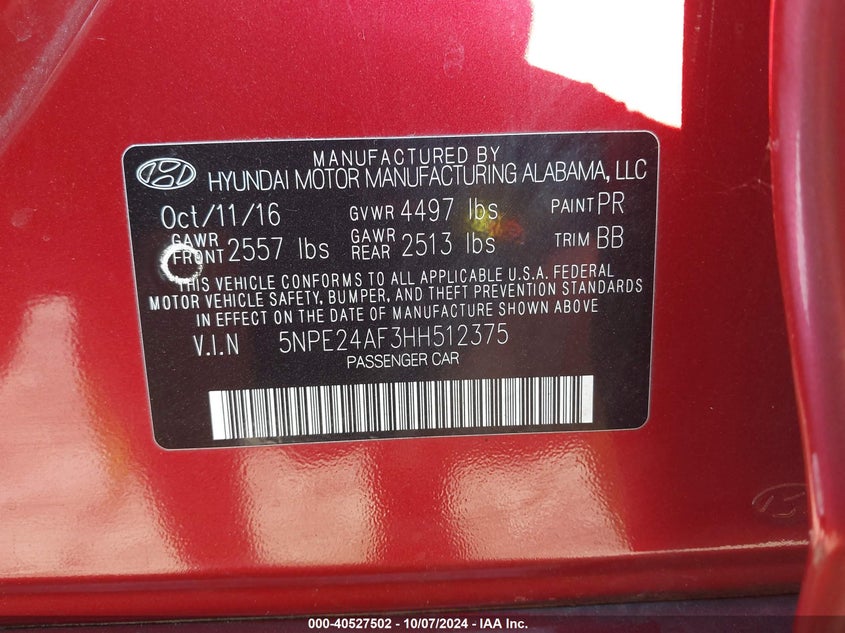 MANUFACTURED BY
HYUNDAI MOTOR MANUFACTURING ALABAMA, LLC
Oct/11/16 GVWR 4497 lbs PAINT PR
GAWR FRONT 2557 lbs GAWR REAR 2513 lbs TRIM BB
THIS VEHICLE CONFORMS TO ALL APPLICABLE U.S.A. FEDERAL
MOTOR VEHICLE SAFETY, BUMPER, AND THEFT PREVENTION STANDARDS
IN EFFECT ON THE DATE OF MANUFACTURE SHOWN ABOVE
V.I.N 5NPE24AF3HH512375
PASSENGER CAR
000-40527502 - 10/07/2024 - IAA Inc.